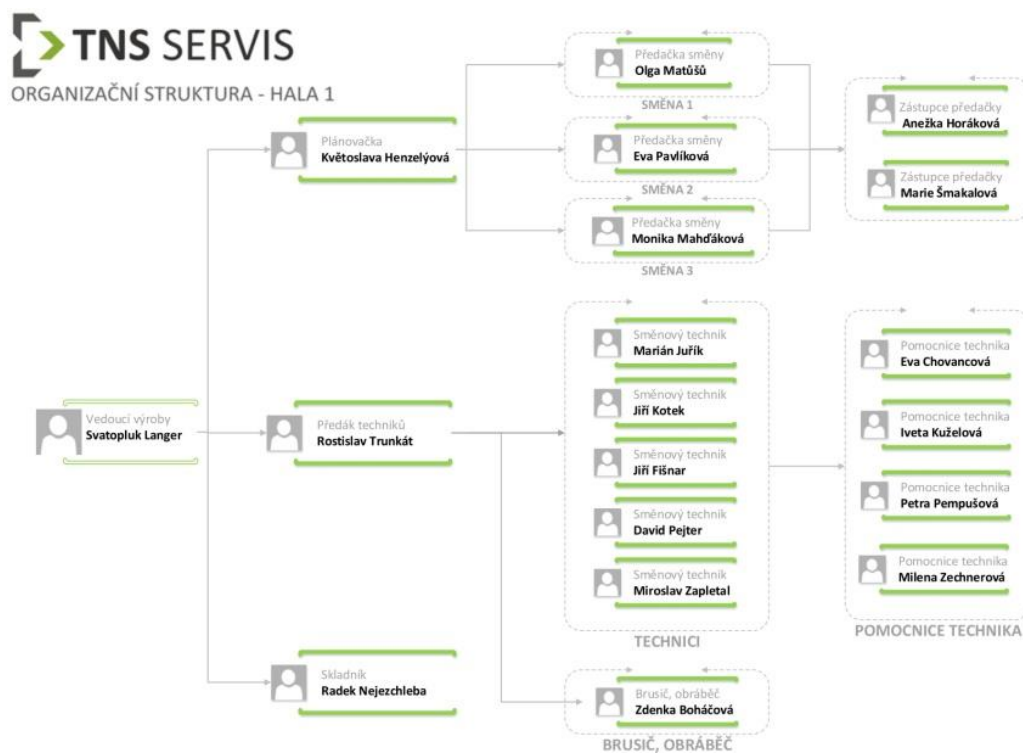 TNS SERVIS
ORGANIZAČNÍ STRUKTURA - HALA 1
Vedoucí výroby
Svatopluk Langer
Plánovačka
Květoslava Henzelýová
Předák techniků
Rostislav Trunkát
Skladník
Radek Nejezchleba
Předačka směny
Olga Matůšů
SMĚNA 1
Předačka směny
Eva Pavlíková
SMĚNA 2
Předačka směny
Monika Mahďáková
SMĚNA 3
Zástupce předačky
Anežka Horáková
Zástupce předačky
Marie Šmakalová
Směnový technik
Marián Juřík
Směnový technik
Jiří Kotek
Směnový technik
Jiří Fišnar
Směnový technik
David Pejter
Směnový technik
Miroslav Zapletal
TECHNICI
Pomocnice technika
Eva Chovancová
Pomocnice technika
Iveta Kuželová
Pomocnice technika
Petra Pempušová
Pomocnice technika
Milena Zechnerová
POMOCNICE TECHNIKA
Brusič, obráběč
Zdenka Boháčová
BRUSIČ, OBRÁBĚČ